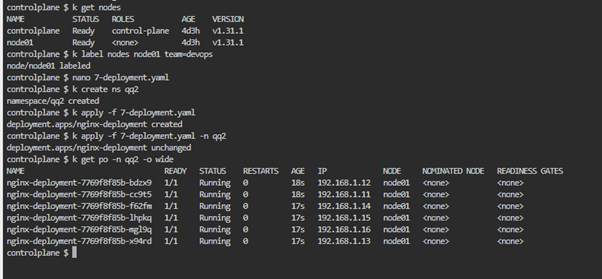 controlplane $ k get nodes
NAME STATUS ROLES AGE VERSION
controlplane Ready control-plane 4d3h v1.31.1
node01 Ready <none> 4d3h v1.31.1
controlplane $ k label nodes node01 team=devops
node/node01 labeled
controlplane $ nano 7-deployment.yaml
controlplane $ k create ns qq2
namespace/qq2 created
controlplane $ k apply -f 7-deployment.yaml
deployment.apps/nginx-deployment created
controlplane $ k apply -f 7-deployment.yaml -n qq2
deployment.apps/nginx-deployment unchanged
controlplane $ k get po -n qq2 -o wide
NAME READY STATUS RESTARTS AGE IP NODE NOMINATED NODE READINESS GATES
nginx-deployment-7769f8f85b-bdzx9 1/1 Running 0 18s 192.168.1.12 node01 <none> <none>
nginx-deployment-7769f8f85b-cc9t5 1/1 Running 0 18s 192.168.1.11 node01 <none> <none>
nginx-deployment-7769f8f85b-f62fm 1/1 Running 0 17s 192.168.1.14 node01 <none> <none>
nginx-deployment-7769f8f85b-lhpkq 1/1 Running 0 17s 192.168.1.15 node01 <none> <none>
nginx-deployment-7769f8f85b-mgl9q 1/1 Running 0 17s 192.168.1.16 node01 <none> <none>
nginx-deployment-7769f8f85b-x94rd 1/1 Running 0 17s 192.168.1.13 node01 <none> <none>
controlplane $